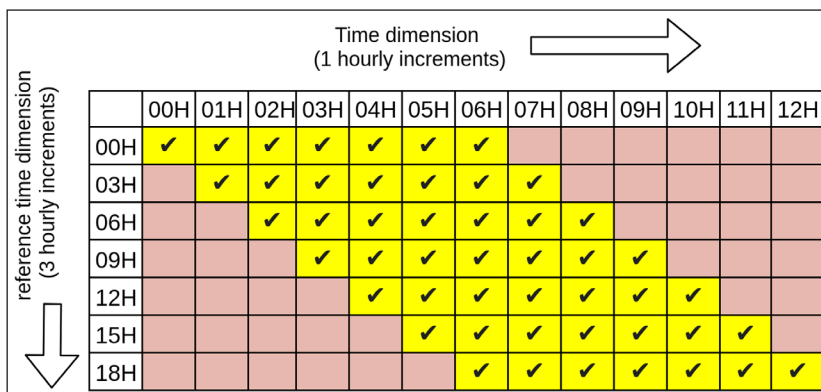 Time dimension
(1 hourly increments)
reference time dimension
(3 hourly increments)
00H 01H 02H 03H 04H 05H 06H 07H 08H 09H 10H 11H 12H
00H ✔ ✔ ✔ ✔ ✔ ✔ ✔
03H ✔ ✔ ✔ ✔ ✔ ✔ ✔
06H ✔ ✔ ✔ ✔ ✔ ✔ ✔
09H ✔ ✔ ✔ ✔ ✔ ✔ ✔
12H ✔ ✔ ✔ ✔ ✔ ✔ ✔
15H ✔ ✔ ✔ ✔ ✔ ✔ ✔
18H ✔ ✔ ✔ ✔ ✔ ✔ ✔